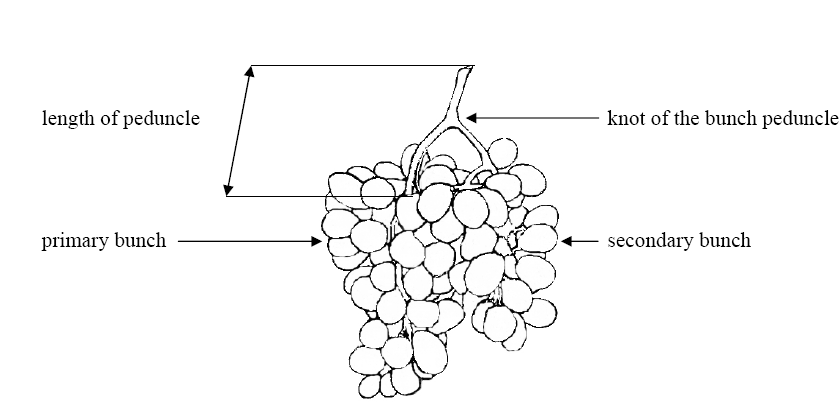 length of peduncle
knot of the bunch peduncle
primary bunch
secondary bunch